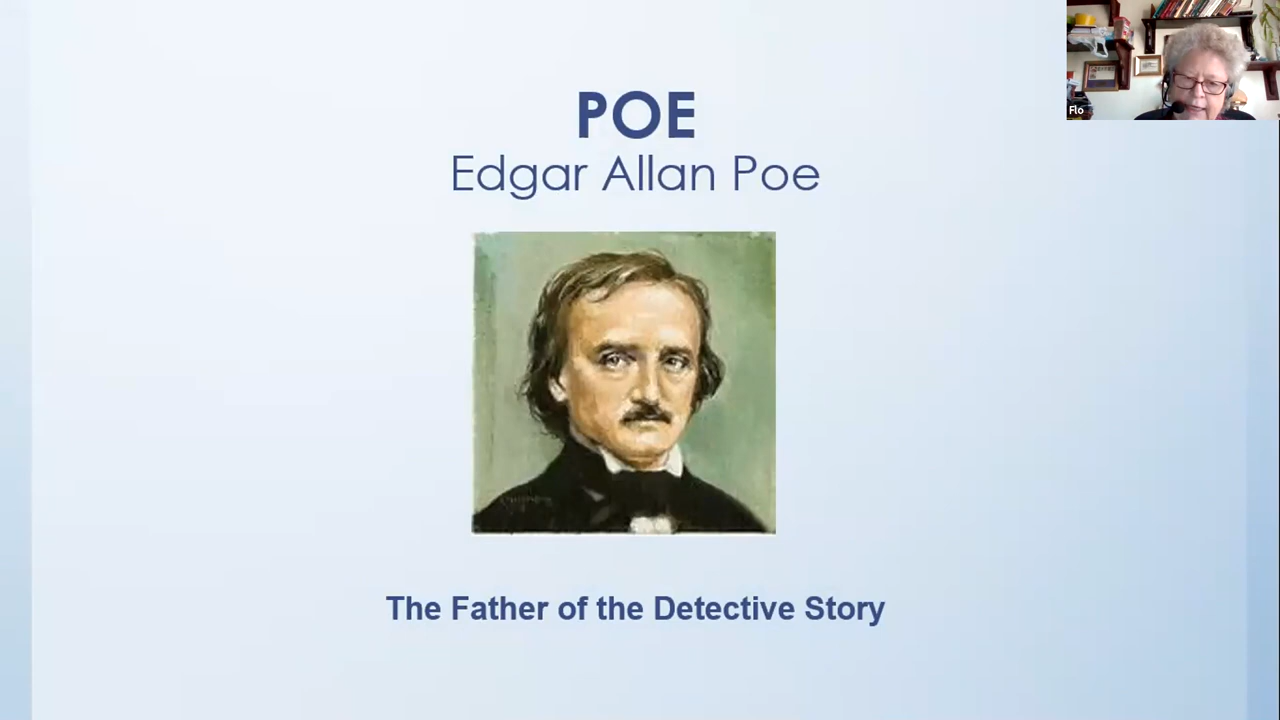 POE
Edgar Allan Poe
Flo
The Father of the Detective Story